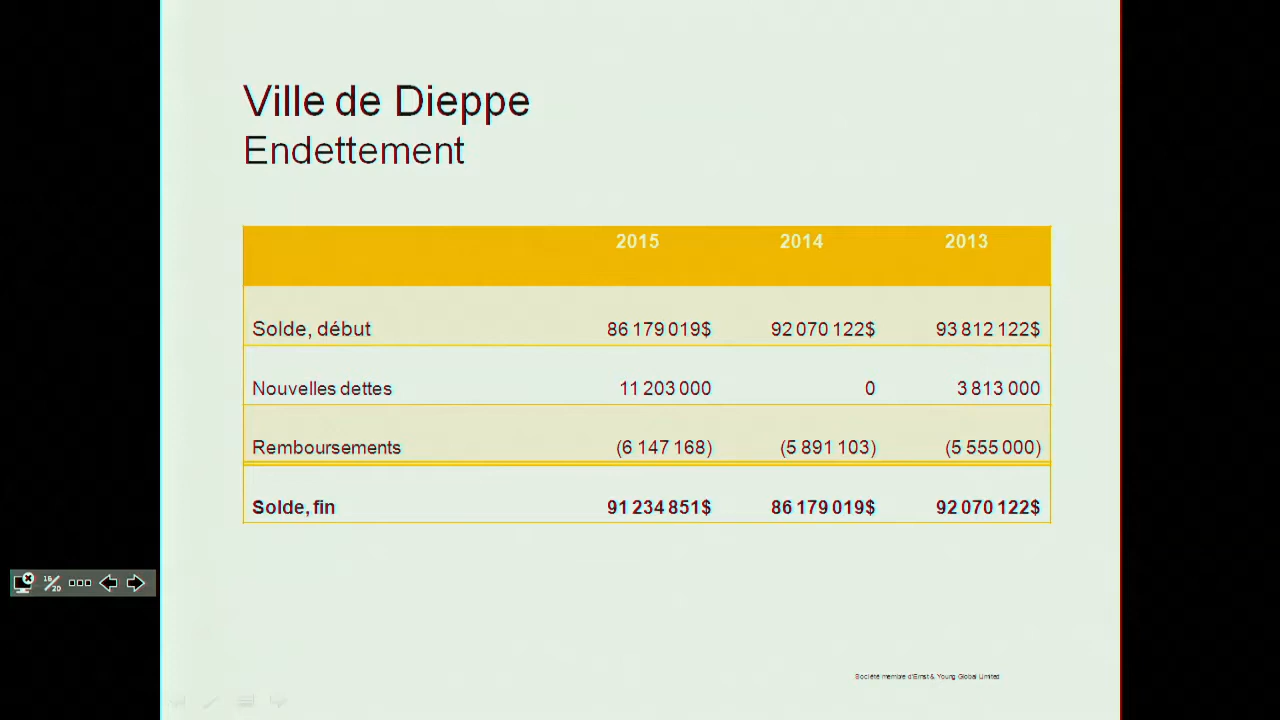 Ville de Dieppe
Endettement
2015 2014 2013
Solde, début 86 179 019$ 92 070 122$ 93 812 122$
Nouvelles dettes 11 203 000 0 3 813 000
Remboursements (6 147 168) (5 891 103) (5 555 000)
Solde, fin 91 234 851$ 86 179 019$ 92 070 122$
16/20
Société membre d'Ernst & Young Global Limited